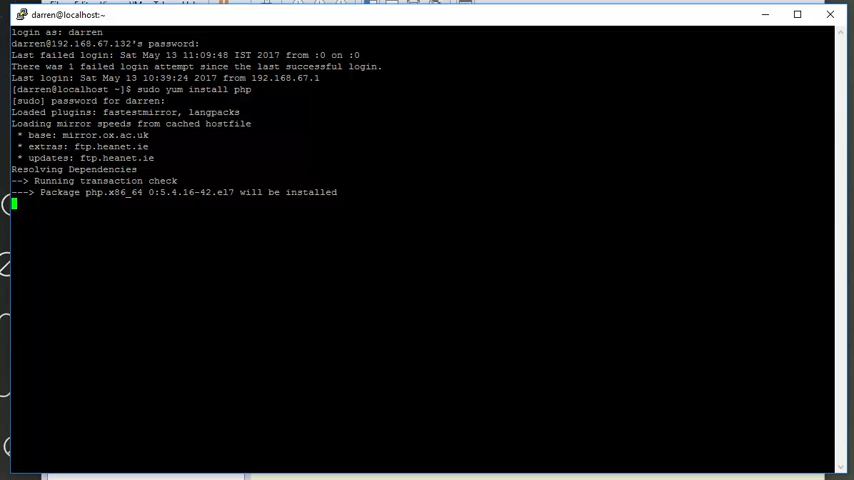 darren@localhost:~
login as: darren
darren@192.168.67.132's password:
Last failed login: Sat May 13 11:09:48 IST 2017 from :0 on :0
There was 1 failed login attempt since the last successful login.
Last login: Sat May 13 10:39:24 2017 from 192.168.67.1
[darren@localhost ~]$ sudo yum install php
[sudo] password for darren:
Loaded plugins: fastestmirror, langpacks
Loading mirror speeds from cached hostfile
 * base: mirror.ox.ac.uk
 * extras: ftp.heanet.ie
 * updates: ftp.heanet.ie
Resolving Dependencies
--> Running transaction check
---> Package php.x86_64 0:5.4.16-42.el7 will be installed